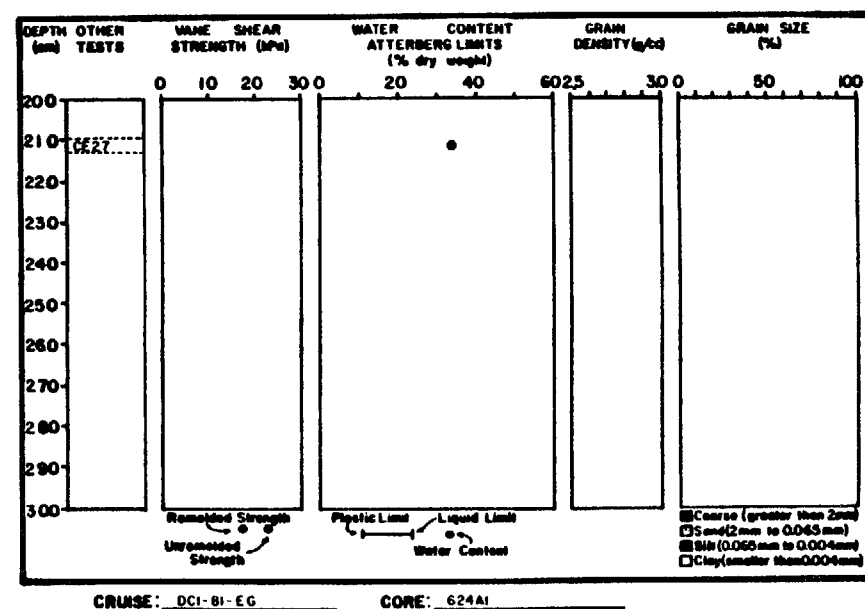 DEPTH OTHER VANE SHEAR WATER CONTENT GRAIN GRAIN SIZE
(cm) TESTS STRENGTH (kPa) ATTERBERG LIMITS DENSITY (g/cc) (%)
(% dry weight)
0 10 20 30 0 20 40 60 2.5 3.0 0 50 100
200
210
CE27
220
230
240
250
260
270
280
290
300
Remolded Strength Plastic Limit Liquid Limit Coarse (greater than 2mm)
Sand (2mm to 0.065mm)
Unremolded Strength Water Content Silt (0.065mm to 0.004mm)
Clay (smaller than 0.004mm)
CRUISE: DC1-81-EG CORE: 624A1